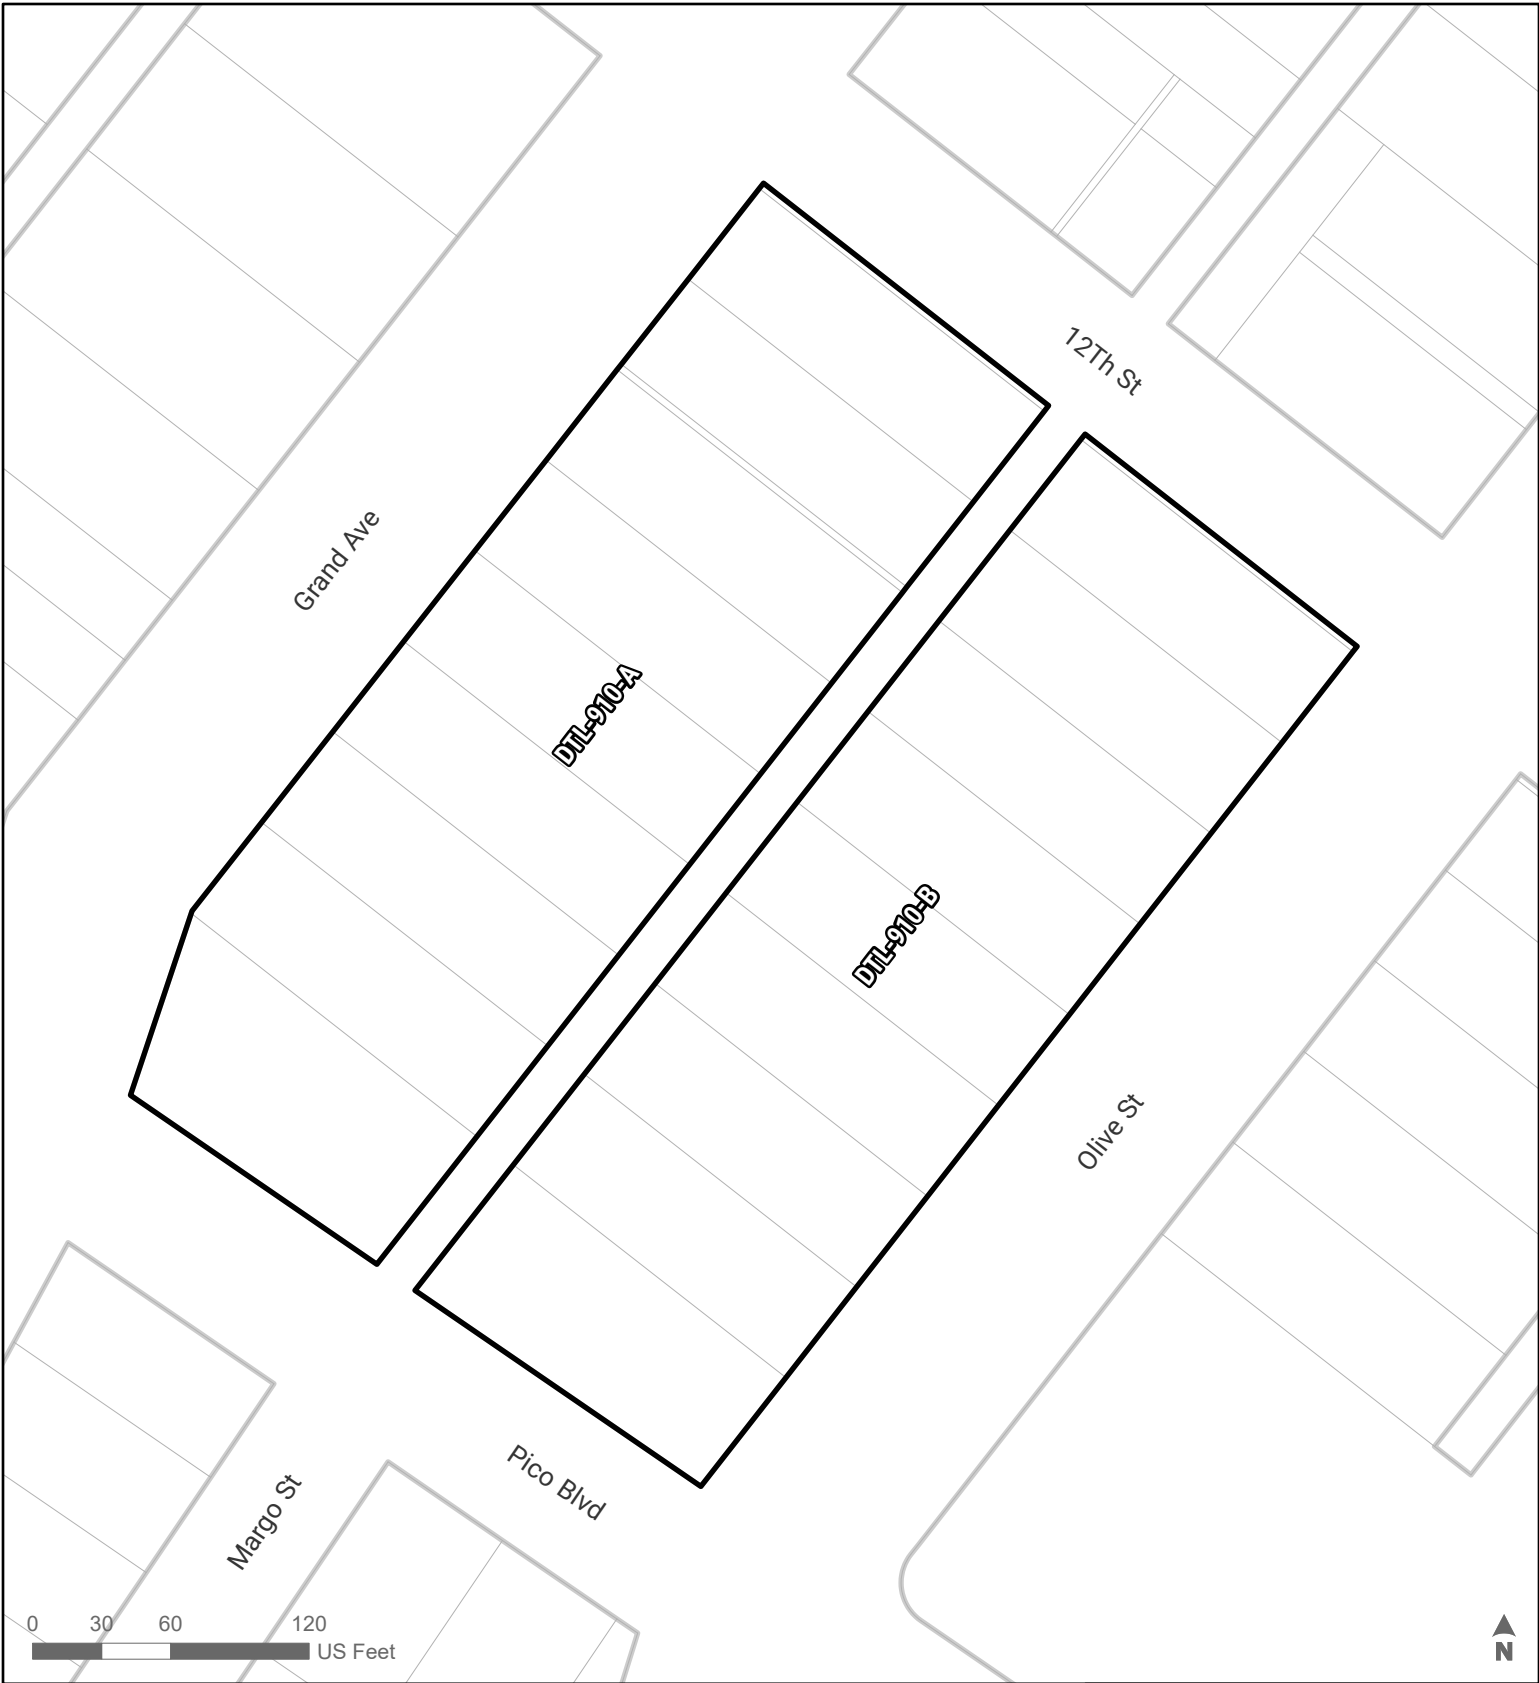 12Th St
Grand Ave
DTL-910-A
DTL-910-B
Olive St
Pico Blvd
Margo St
0 30 60 120
US Feet
N